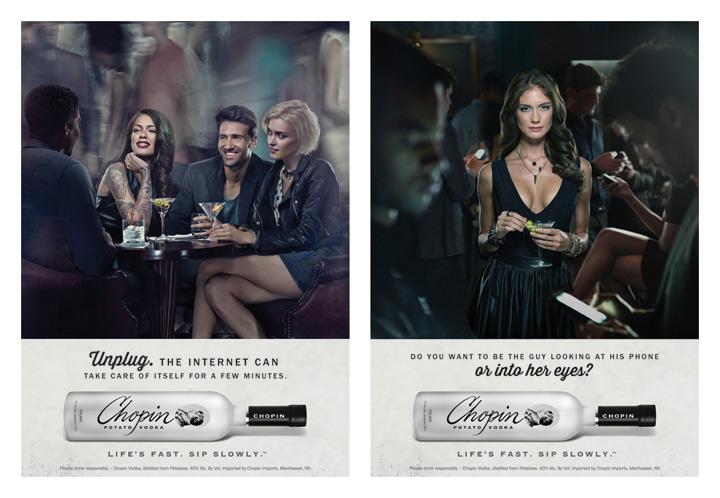 Unplug. THE INTERNET CAN
TAKE CARE OF ITSELF FOR A FEW MINUTES.
Chopin
POTATO VODKA
CHOPIN
LIFE'S FAST. SIP SLOWLY.™
Please drink responsibly - Chopin Vodka, distilled from Potatoes. 40% Alc. By Vol. Imported by Chopin Imports, Manhasset, NY.
DO YOU WANT TO BE THE GUY LOOKING AT HIS PHONE
or into her eyes?
Chopin
POTATO VODKA
CHOPIN
LIFE'S FAST. SIP SLOWLY.™
Please drink responsibly - Chopin Vodka, distilled from Potatoes. 40% Alc. By Vol. Imported by Chopin Imports, Manhasset, NY.